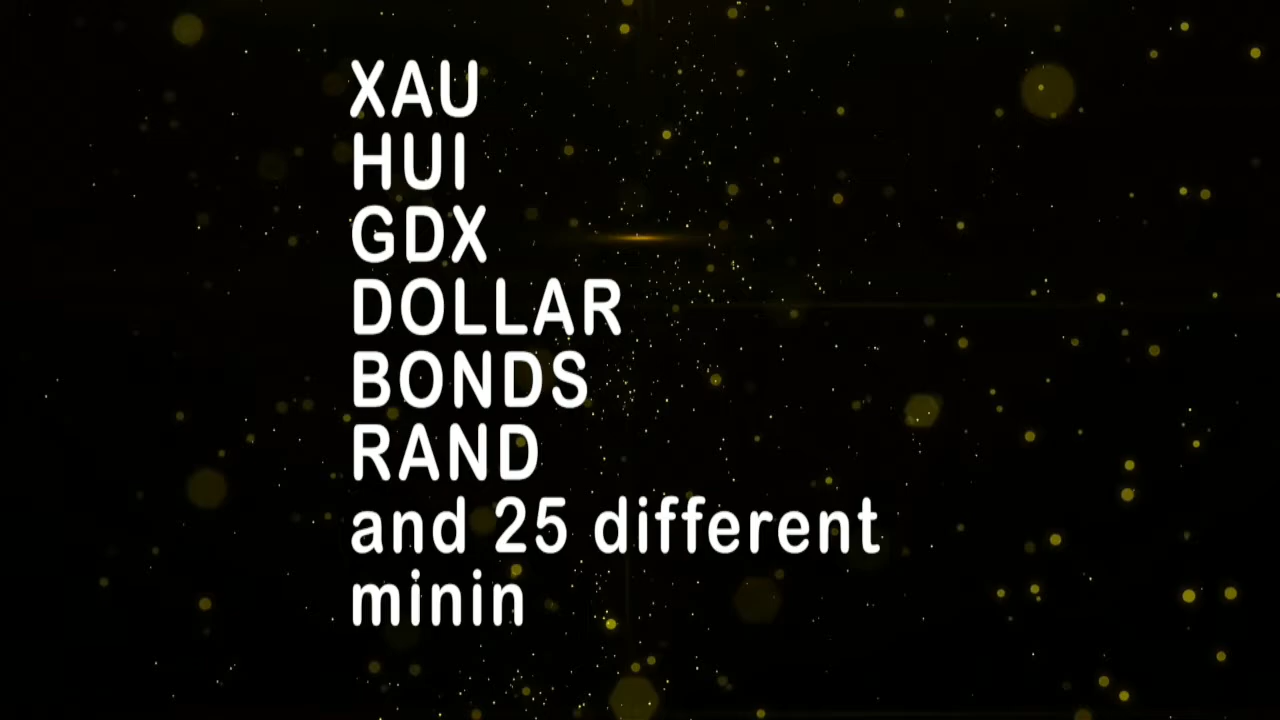 XAU
HUI
GDX
DOLLAR
BONDS
RAND
and 25 different
minin